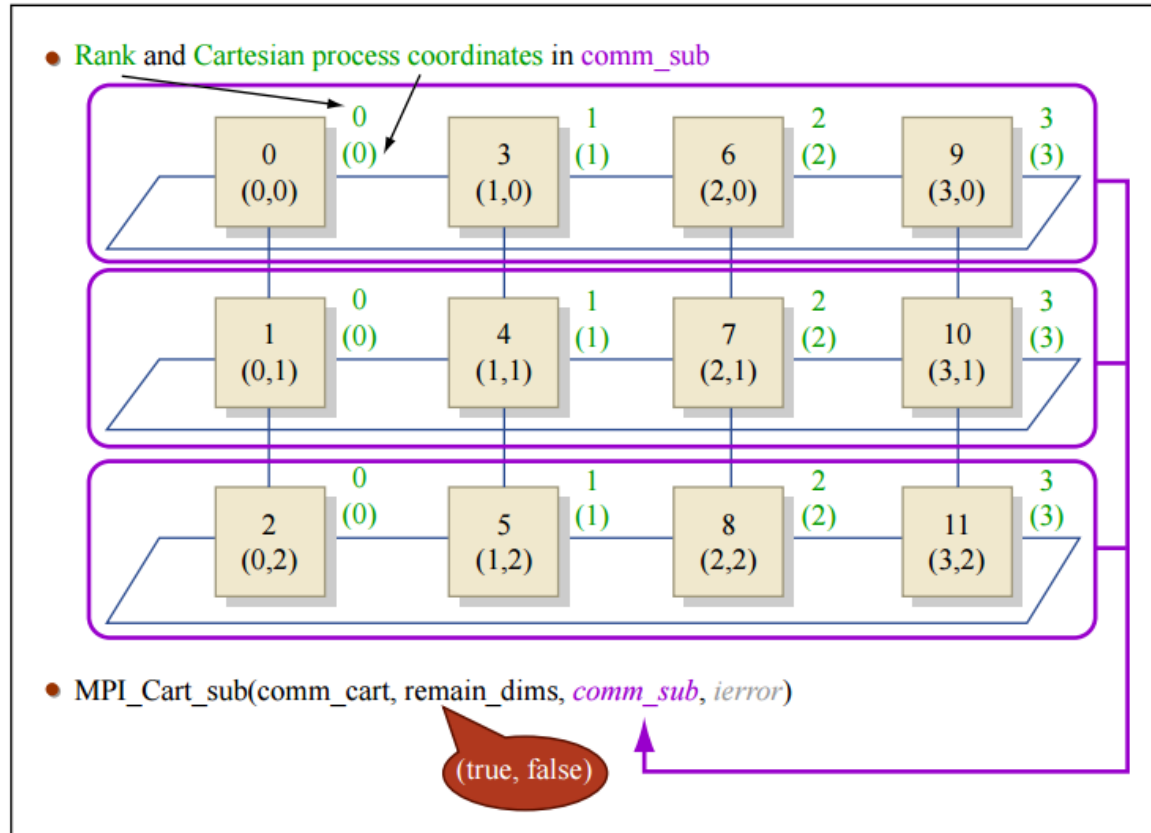 Rank and Cartesian process coordinates in comm_sub
0 1 2 3
(0) (1) (2) (3)
0 3 6 9
(0,0) (1,0) (2,0) (3,0)
0 1 2 3
(0) (1) (2) (3)
1 4 7 10
(0,1) (1,1) (2,1) (3,1)
0 1 2 3
(0) (1) (2) (3)
2 5 8 11
(0,2) (1,2) (2,2) (3,2)
MPI_Cart_sub(comm_cart, remain_dims, comm_sub, ierror)
(true, false)